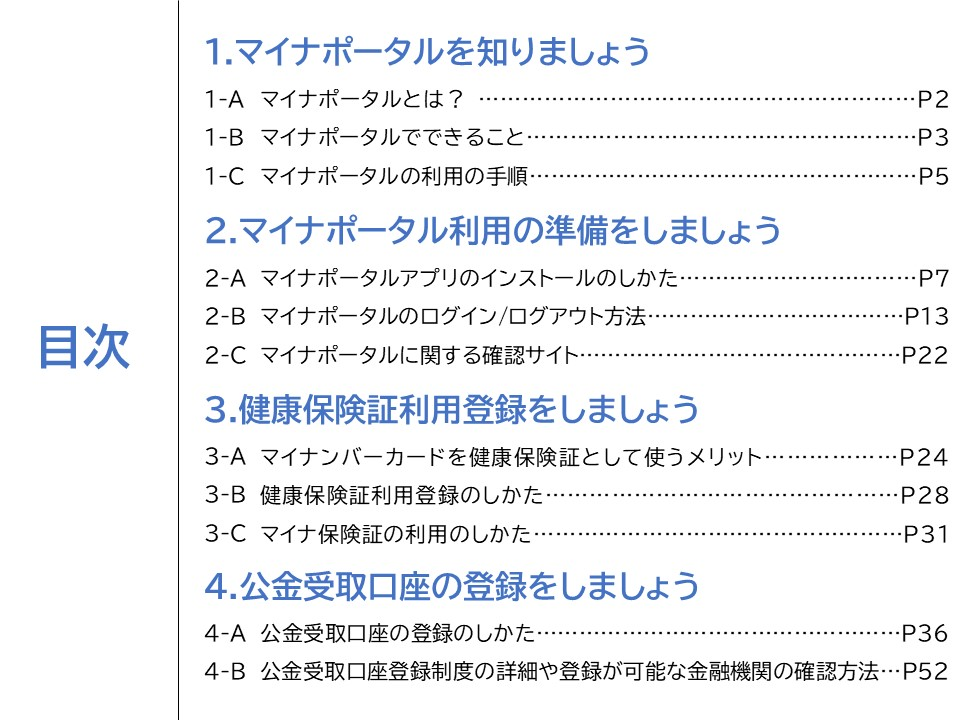 目次
1.マイナポータルを知りましょう
1-A マイナポータルとは? ……………………………………………………P2
1-B マイナポータルでできること………………………………………………P3
1-C マイナポータルの利用の手順………………………………………………P5
2.マイナポータル利用の準備をしましょう
2-A マイナポータルアプリのインストールのしかた……………………………P7
2-B マイナポータルのログイン/ログアウト方法………………………………P13
2-C マイナポータルに関する確認サイト………………………………………P22
3.健康保険証利用登録をしましょう
3-A マイナンバーカードを健康保険証として使うメリット………………P24
3-B 健康保険証利用登録のしかた…………………………………………P28
3-C マイナ保険証の利用のしかた……………………………………………P31
4.公金受取口座の登録をしましょう
4-A 公金受取口座の登録のしかた……………………………………………P36
4-B 公金受取口座登録制度の詳細や登録が可能な金融機関の確認方法…P52